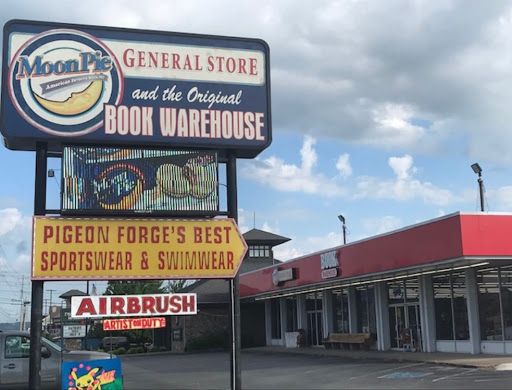 MoonPie
GENERAL STORE
and the Original
BOOK WAREHOUSE
PIGEON FORGE'S BEST
SPORTSWEAR & SWIMWEAR
AIRBRUSH
ARTIST ON DUTY